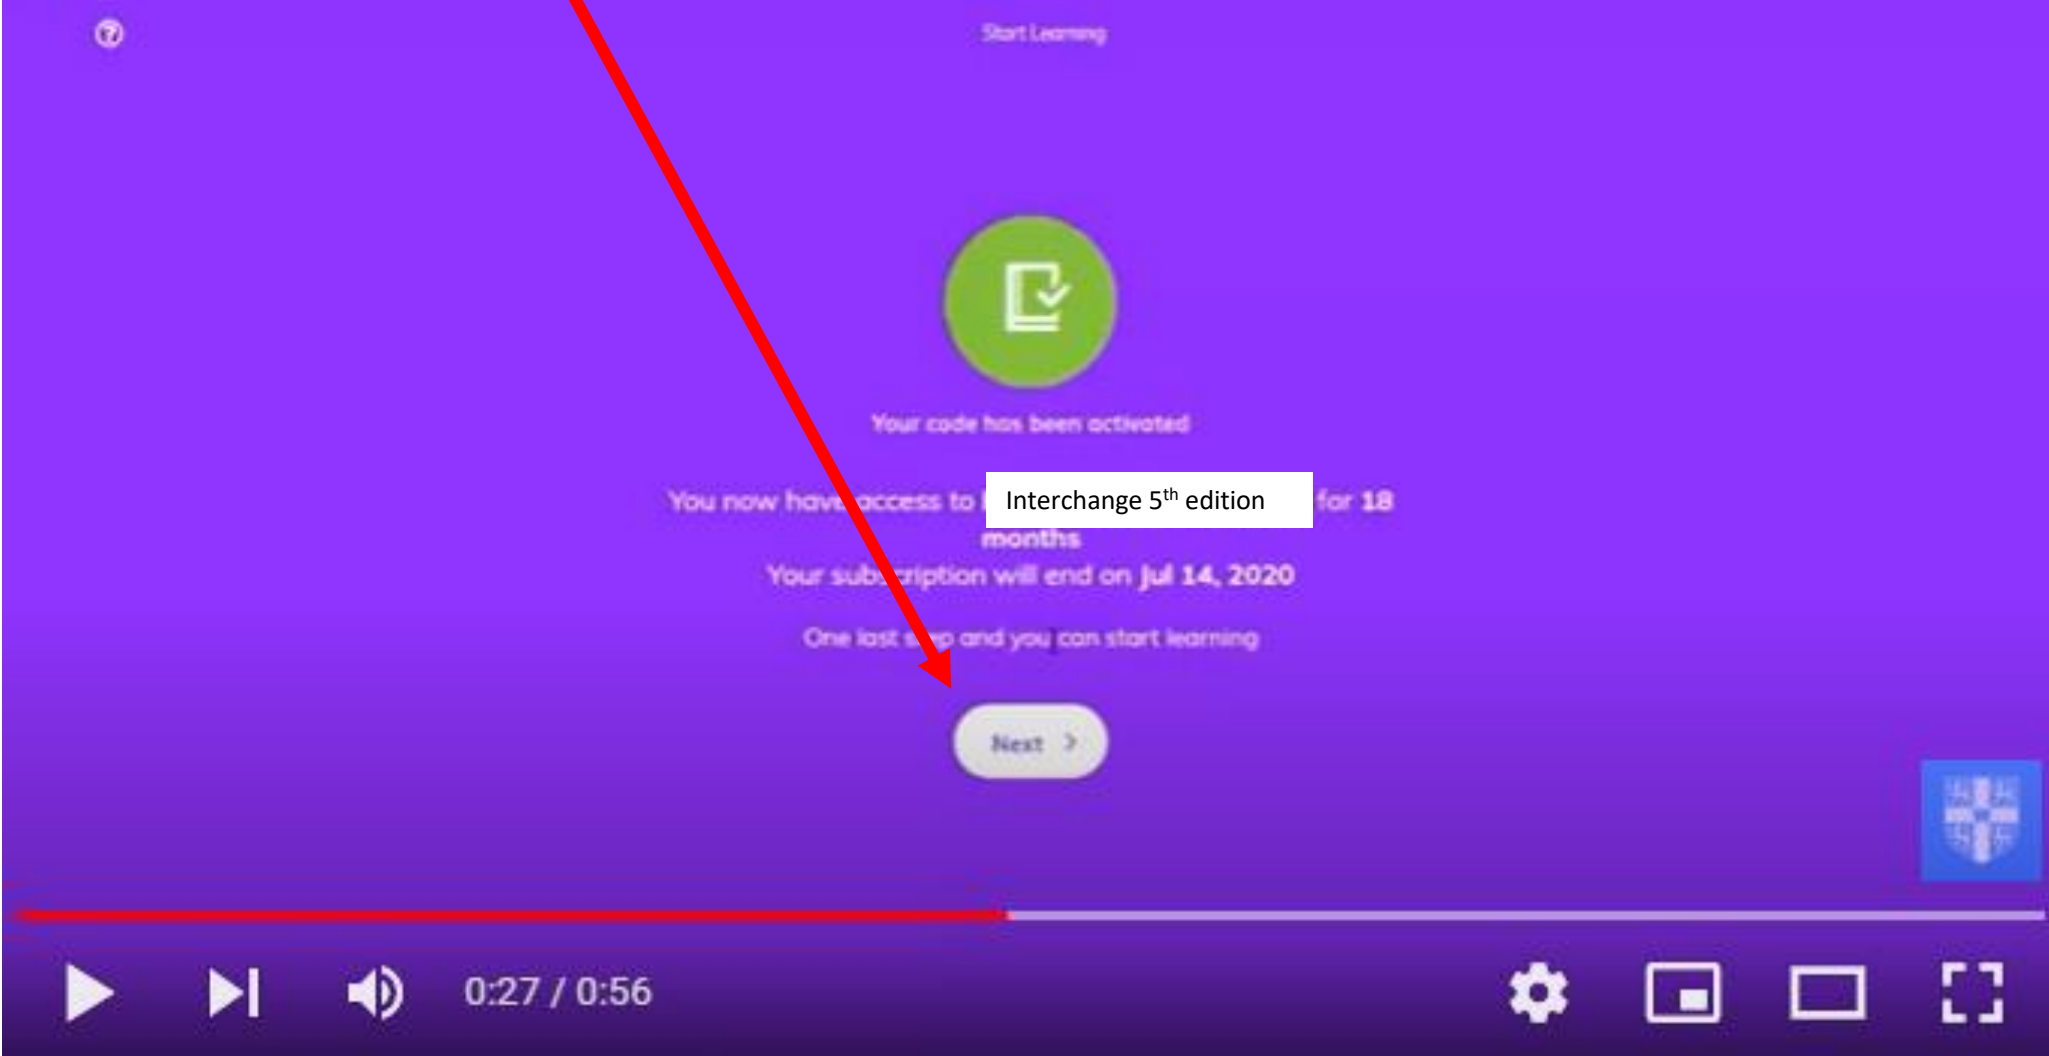 Start Learning
Your code has been activated
You now have access to Interchange 5th edition for 18
months
Your subscription will end on Jul 14, 2020
One last step and you can start learning
Next
0:27 / 0:56